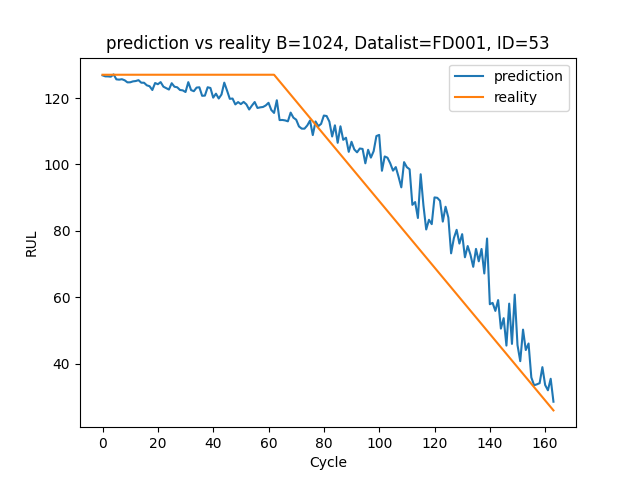 prediction vs reality B=1024, Datalist=FD001, ID=53
prediction
reality
120
100
80
60
40
RUL
0 20 40 60 80 100 120 140 160
Cycle